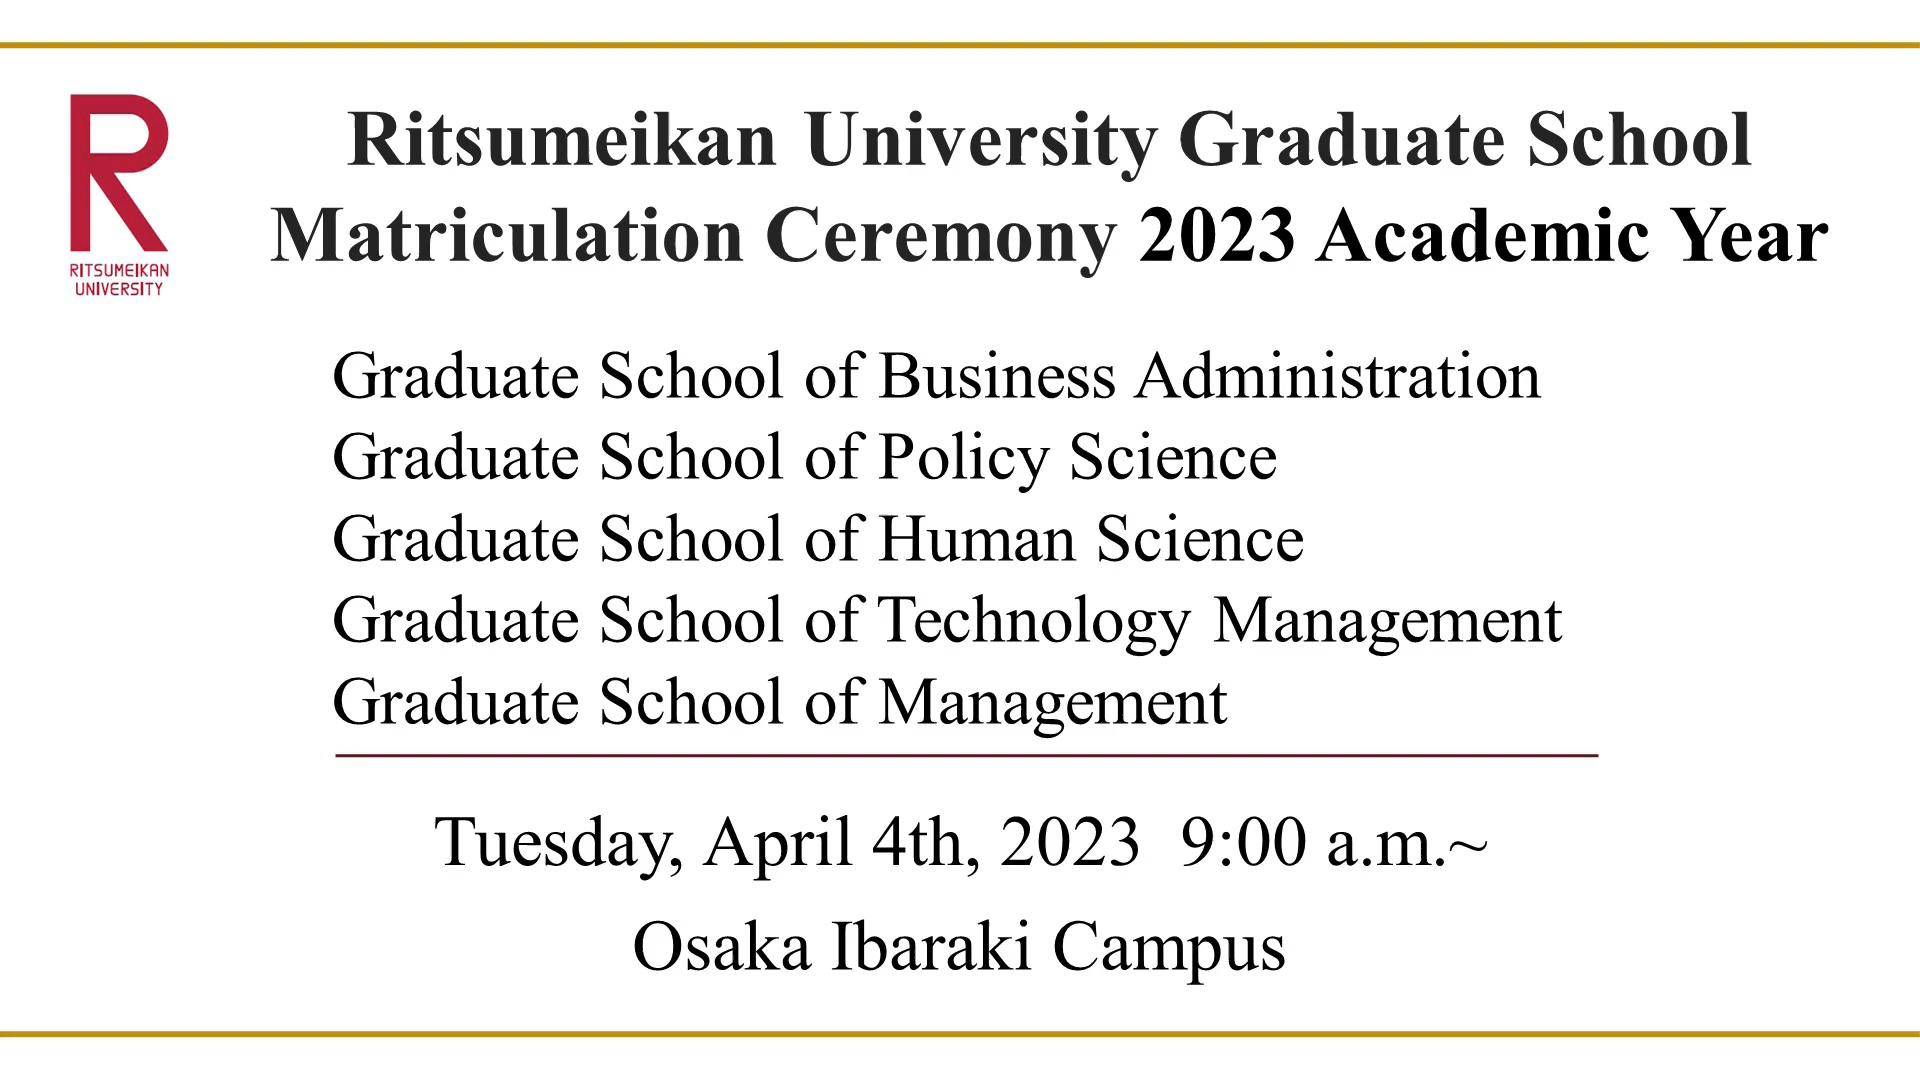 RITSUMEIKAN
UNIVERSITY
Ritsumeikan University Graduate School
Matriculation Ceremony 2023 Academic Year
Graduate School of Business Administration
Graduate School of Policy Science
Graduate School of Human Science
Graduate School of Technology Management
Graduate School of Management
Tuesday, April 4th, 2023  9:00 a.m.~
Osaka Ibaraki Campus